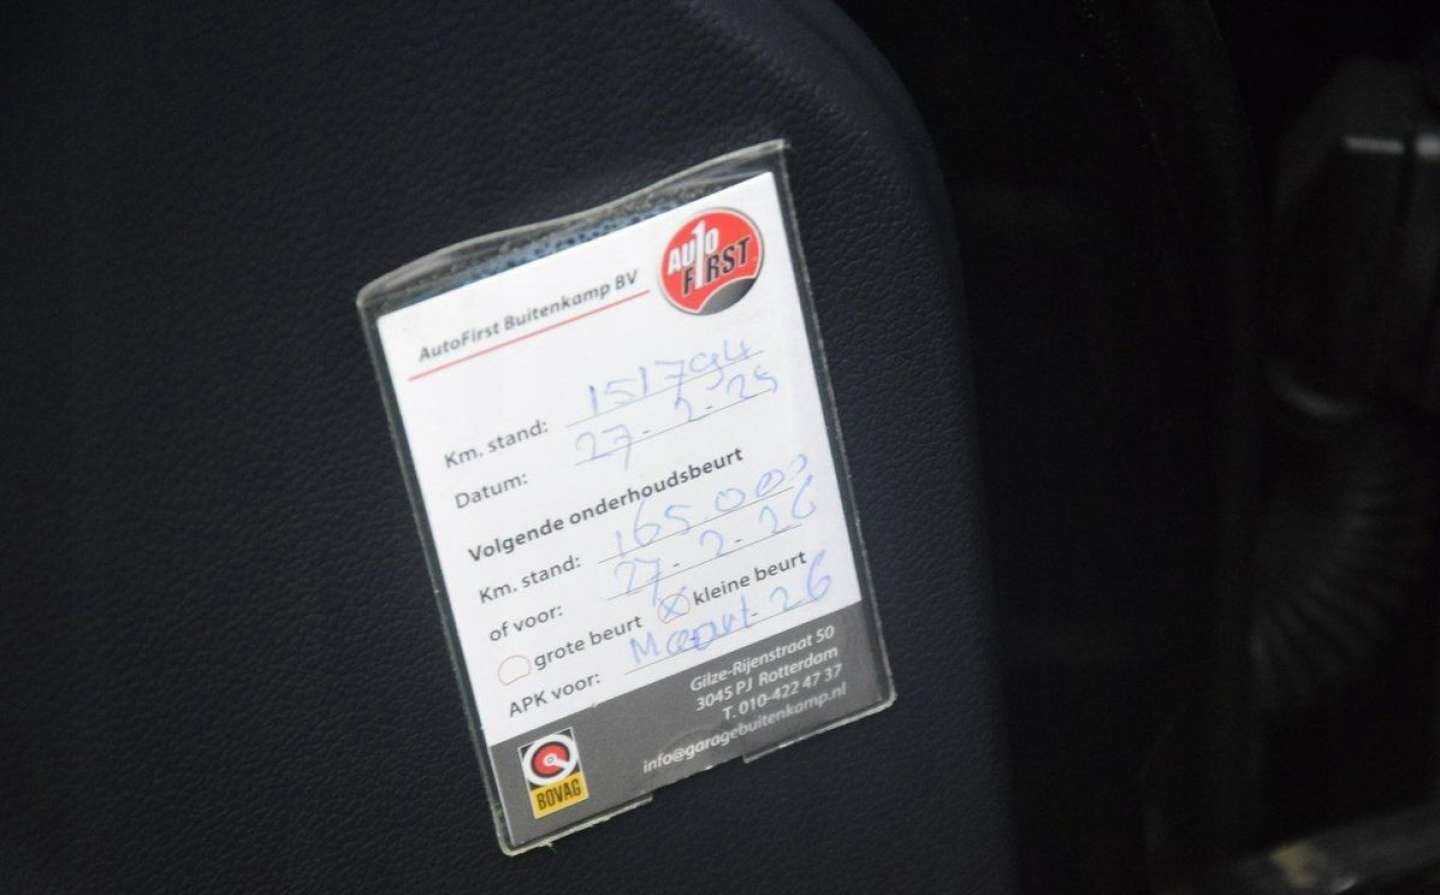 AUTO
FIRST
AutoFirst Buitenkamp BV
Km. stand: 151794
Datum: 27-2-25
Volgende onderhoudsbeurt
Km. stand: 165000
of voor: 27-2-26
grote beurt kleine beurt
APK voor: Maart-26
Gilze-Rijenstraat 50
3045 PJ Rotterdam
T. 010-422 47 37
info@garagebuitenkamp.nl
BOVAG